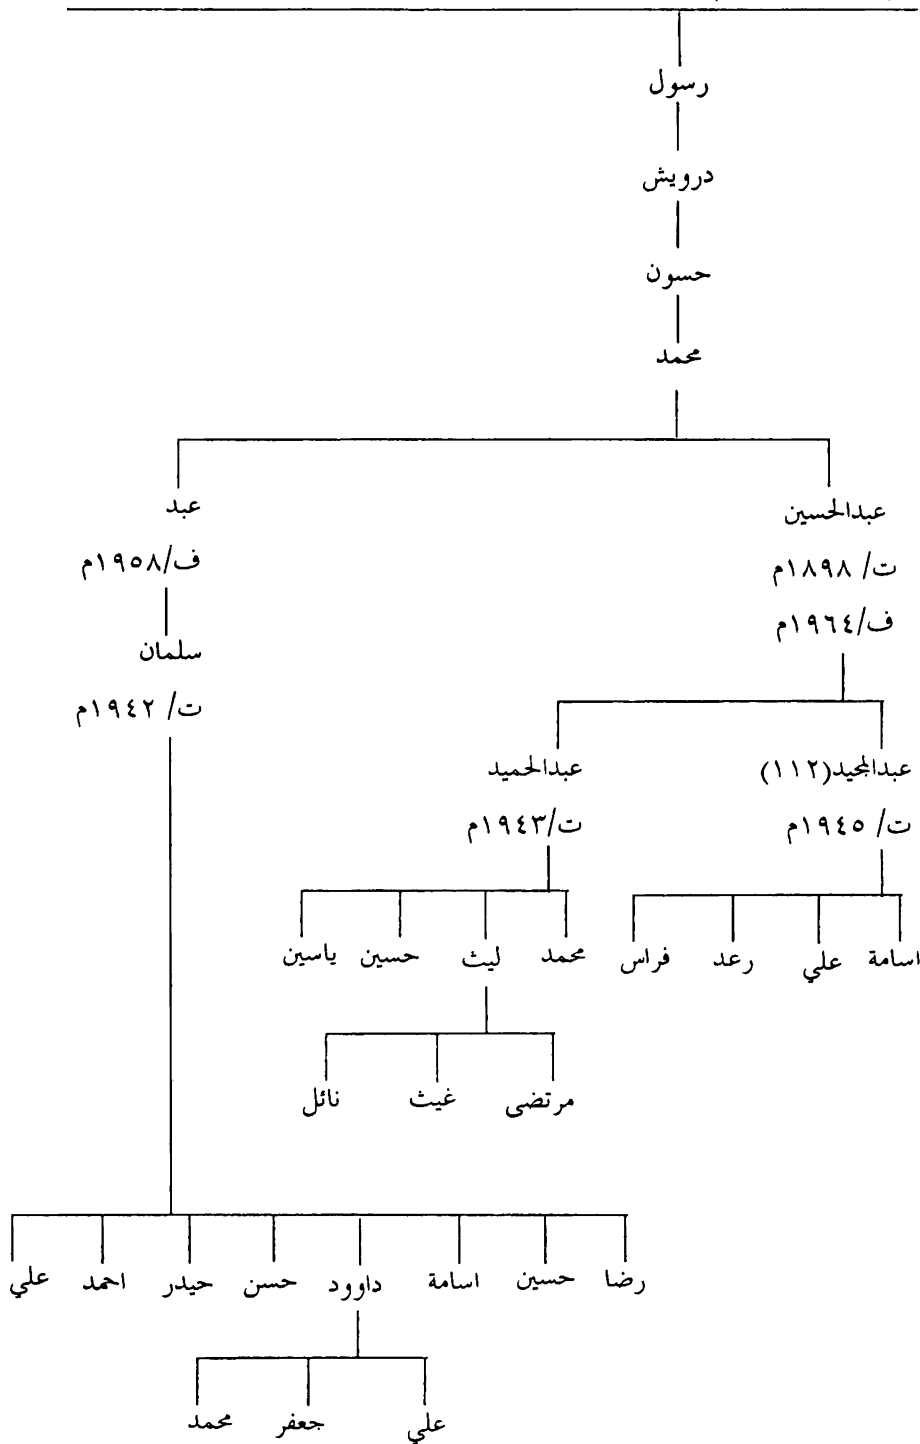 رسول
درويش
حسون
محمد
عبدالحسين عبد
ت/ ١٨٩٨م ف/١٩٥٨م
ف/١٩٦٤م سلمان
ت/ ١٩٤٢م
عبدالمجيد(١١٢) عبدالحميد
ت/ ١٩٤٥م ت/١٩٤٣م
اسامة علي رعد فراس محمد ليث حسين ياسين
مرتضى غيث نائل
رضا حسين اسامة داوود حسن حيدر احمد علي
علي جعفر محمد